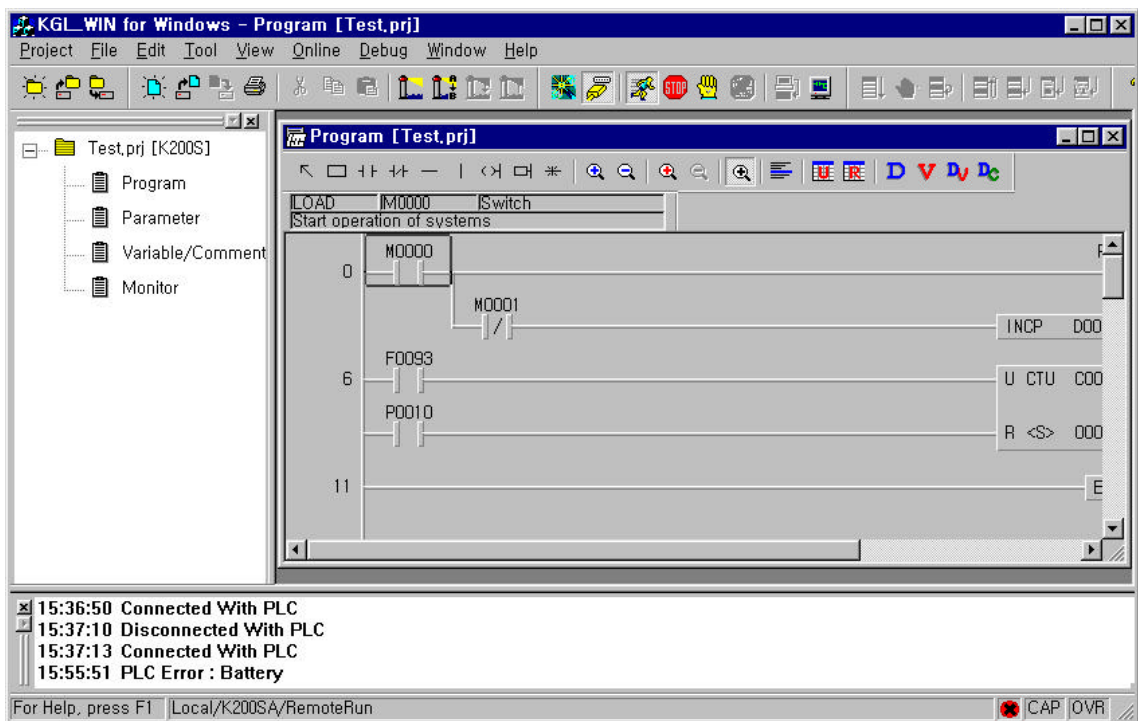 KGL_WIN for Windows - Program [Test.prj]
Project File Edit Tool View Online Debug Window Help
STOP
Test.prj [K200S]
Program
Parameter
Variable/Comment
Monitor
Program [Test.prj]
U R D V DV DC
LOAD M0000 Switch
Start operation of systems
M0000
0
M0001
INCP D00
F0093
6 U CTU C00
P0010
R <S> 000
11 E
15:36:50 Connected With PLC
15:37:10 Disconnected With PLC
15:37:13 Connected With PLC
15:55:51 PLC Error : Battery
For Help, press F1 Local/K200SA/RemoteRun CAP OVR